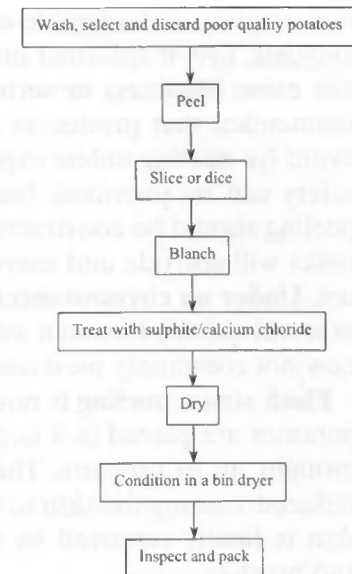 Wash, select and discard poor quality potatoes
Peel
Slice or dice
Blanch
Treat with sulphite/calcium chloride
Dry
Condition in a bin dryer
Inspect and pack